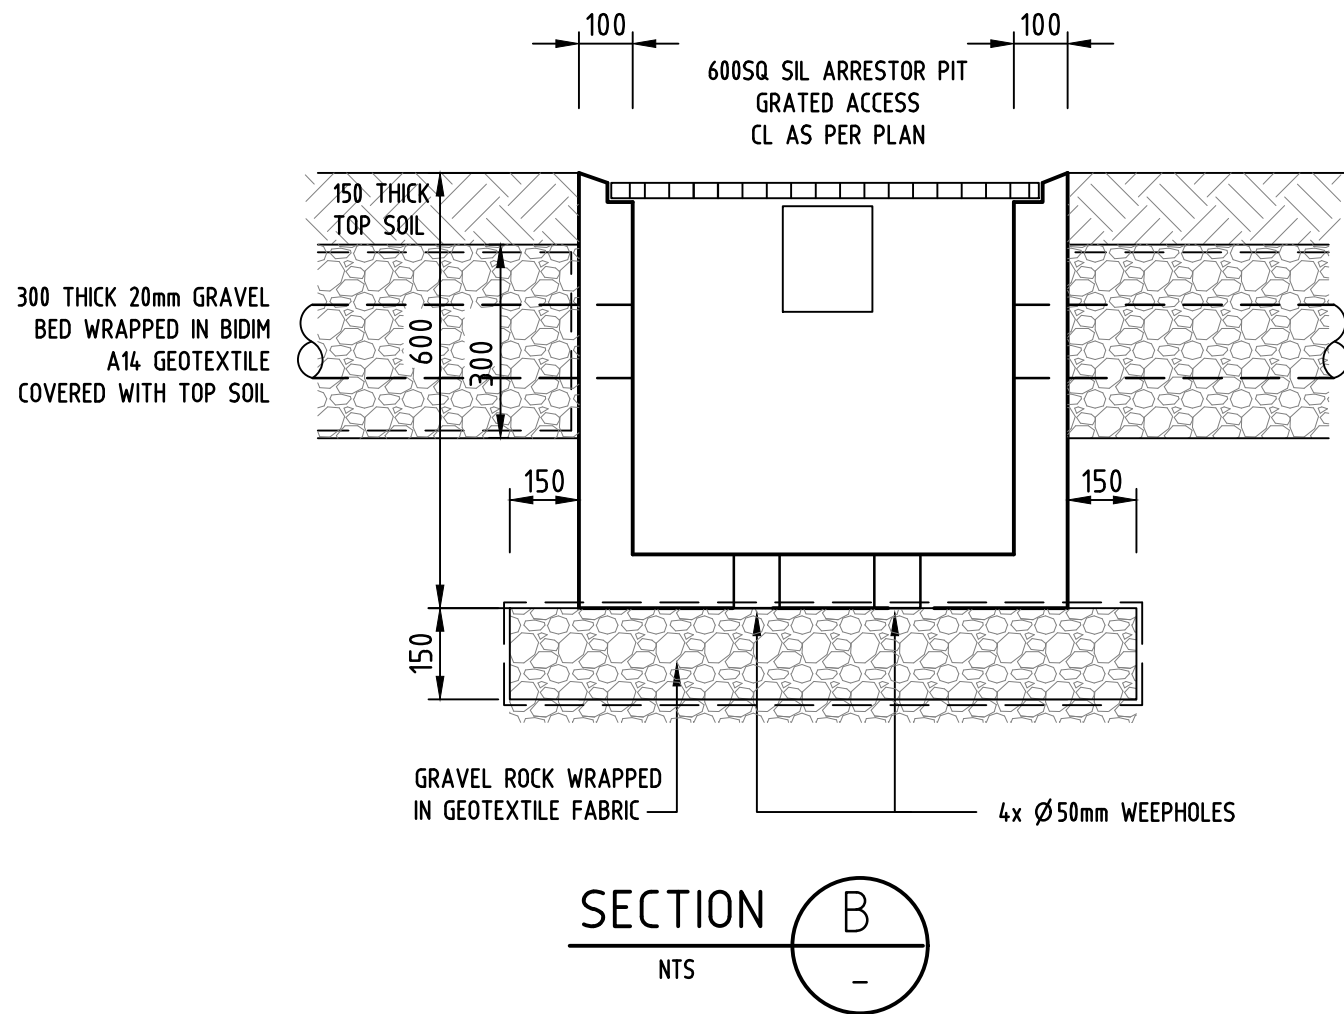 100
100
600SQ SIL ARRESTOR PIT
GRATED ACCESS
CL AS PER PLAN
150 THICK
TOP SOIL
300 THICK 20mm GRAVEL
BED WRAPPED IN BIDIM
A14 GEOTEXTILE
COVERED WITH TOP SOIL
600
300
150
150
150
GRAVEL ROCK WRAPPED
IN GEOTEXTILE FABRIC
4x Ø50mm WEEPHOLES
SECTION
B
NTS
-